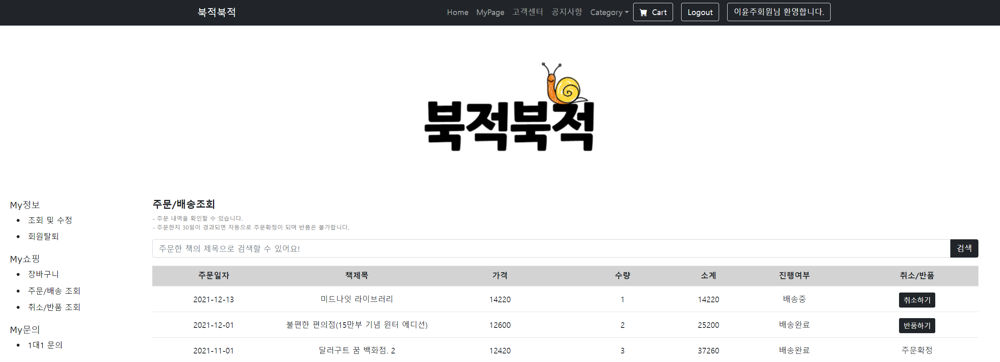 북적북적 Home MyPage 고객센터 공지사항 Category Cart Logout 이윤주회원님 환영합니다.
북적북적
My정보
조회 및 수정
회원탈퇴
My쇼핑
장바구니
주문/배송 조회
취소/반품 조회
My문의
1대1 문의
주문/배송조회
- 주문 내역을 확인할 수 있습니다.
- 주문한지 30일이 경과되면 자동으로 주문확정이 되며 반품은 불가합니다.
주문한 책의 제목으로 검색할 수 있어요! 검색
주문일자 책제목 가격 수량 소계 진행여부 취소/반품
2021-12-13 미드나잇 라이브러리 14220 1 14220 배송중 취소하기
2021-12-01 불편한 편의점(15만부 기념 윈터 에디션) 12600 2 25200 배송완료 반품하기
2021-11-01 달러구트 꿈 백화점. 2 12420 3 37260 배송완료 주문확정